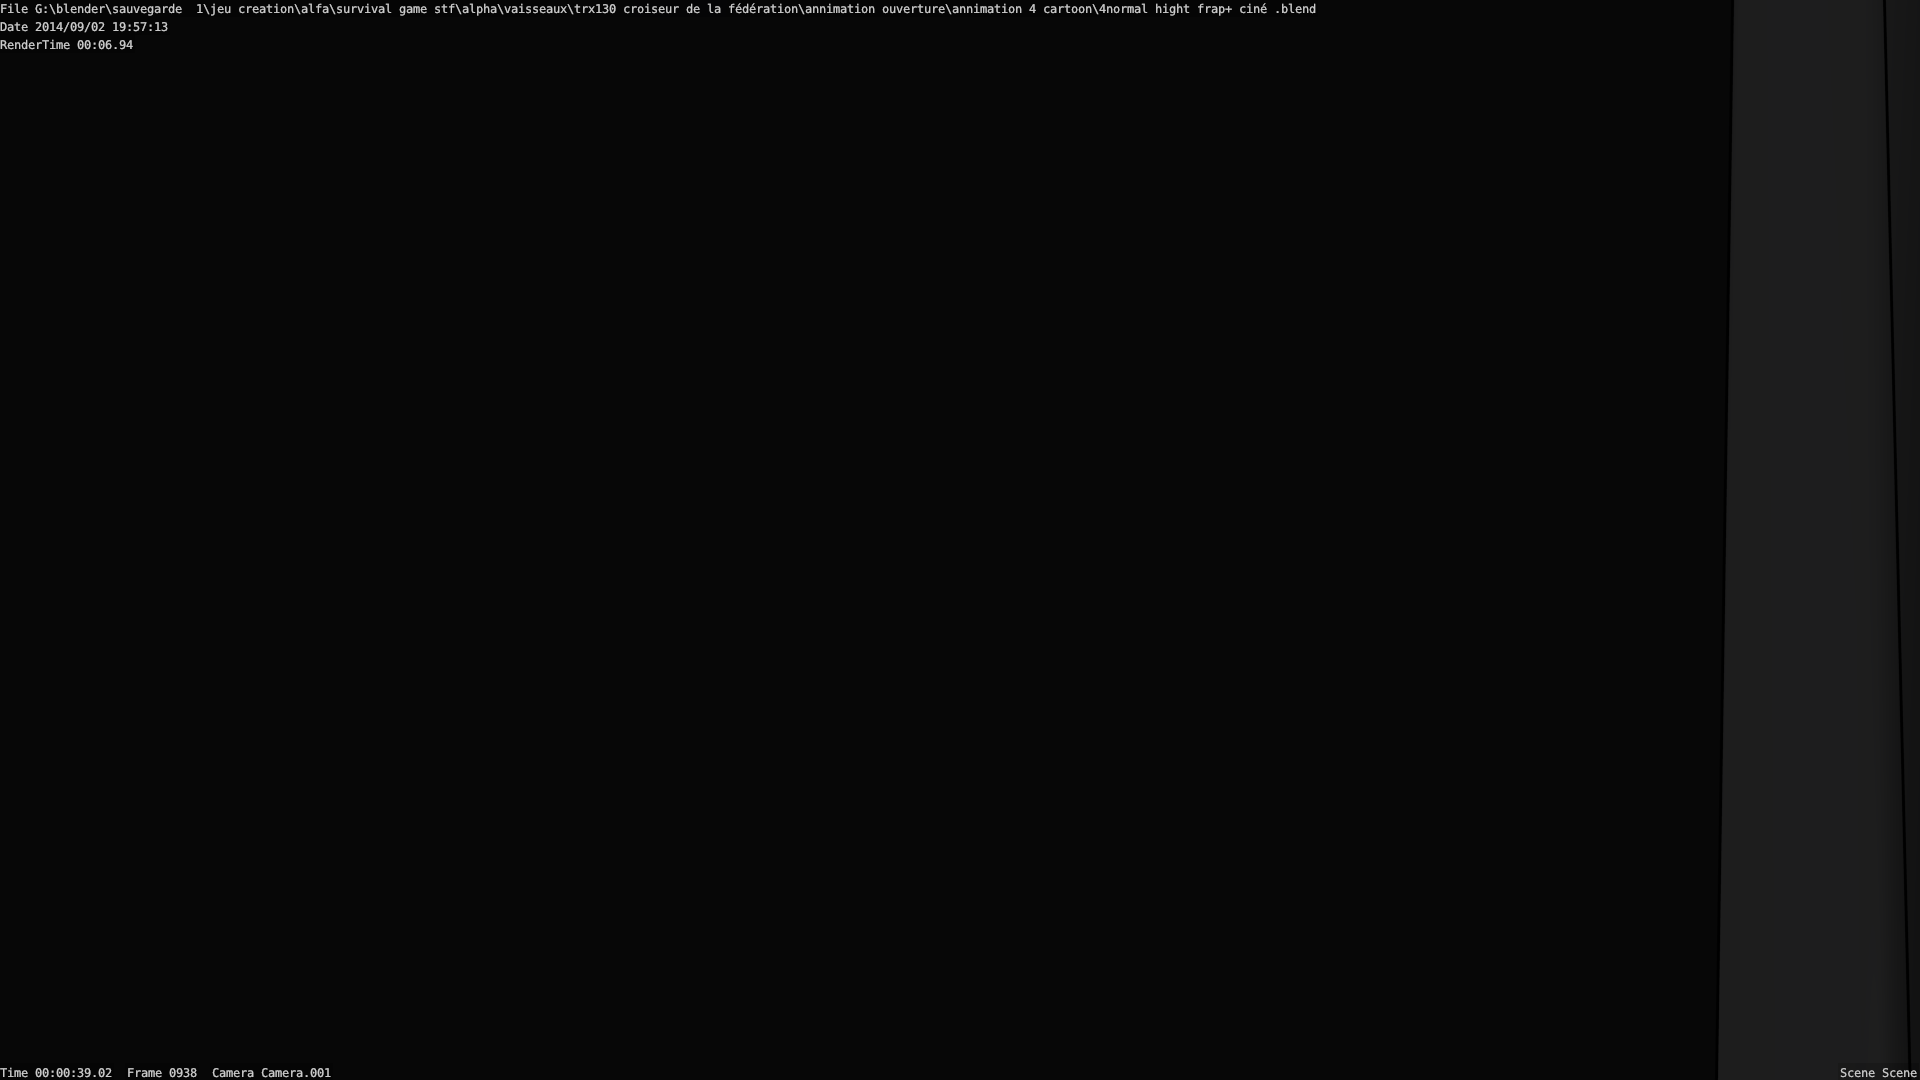 File G:\blender\sauvegarde  1\jeu creation\alfa\survival game stf\alpha\vaisseaux\trx130 croiseur de la fédération\annimation ouverture\annimation 4 cartoon\4normal hight frap+ ciné .blend
Date 2014/09/02 19:57:13
RenderTime 00:06.94
Time 00:00:39.02  Frame 0938  Camera Camera.001
Scene Scene